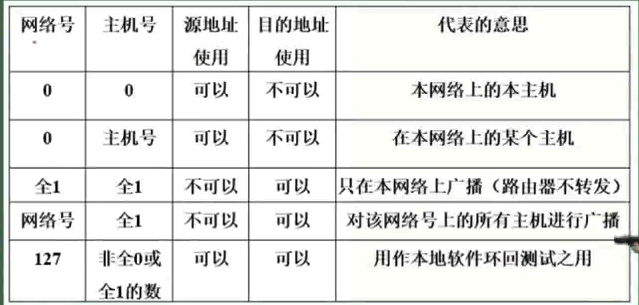 网络号 主机号 源地址使用 目的地址使用 代表的意思
0 0 可以 不可以 本网络上的本主机
0 主机号 可以 不可以 在本网络上的某个主机
全1 全1 不可以 可以 只在本网络上广播（路由器不转发）
网络号 全1 不可以 可以 对该网络号上的所有主机进行广播
127 非全0或全1的数 可以 可以 用作本地软件环回测试之用